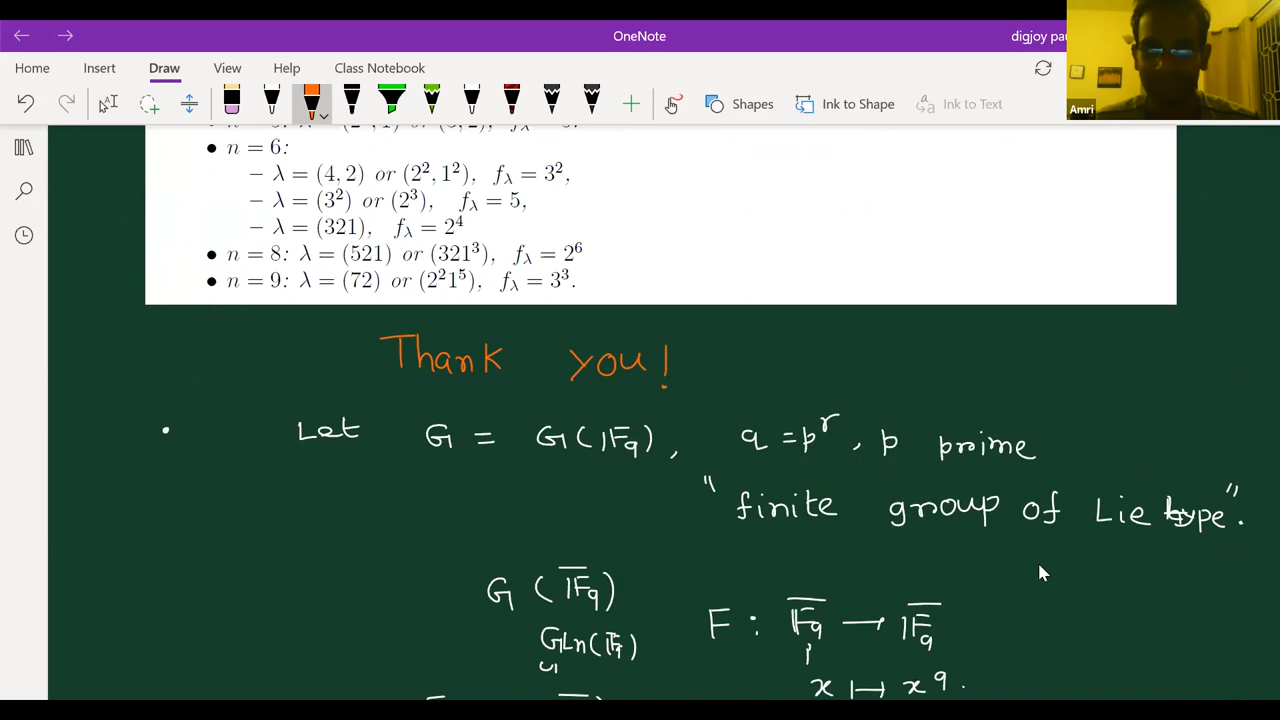 OneNote
digjoy pau
Home Insert Draw View Help Class Notebook
Shapes Ink to Shape Ink to Text
Amri
• n = 6:
– λ = (4, 2) or (2², 1²), f_λ = 3²,
– λ = (3²) or (2³), f_λ = 5,
– λ = (321), f_λ = 2⁴
• n = 8: λ = (521) or (321³), f_λ = 2⁶
• n = 9: λ = (72) or (2²1⁵), f_λ = 3³.
Thank you!
• Let G = G(𝔽q), q = p^r, p prime
"finite group of Lie type".
G(𝔽̅q)
F : 𝔽̅q → 𝔽̅q
GLn(𝔽̅q)
x ↦ x^q.